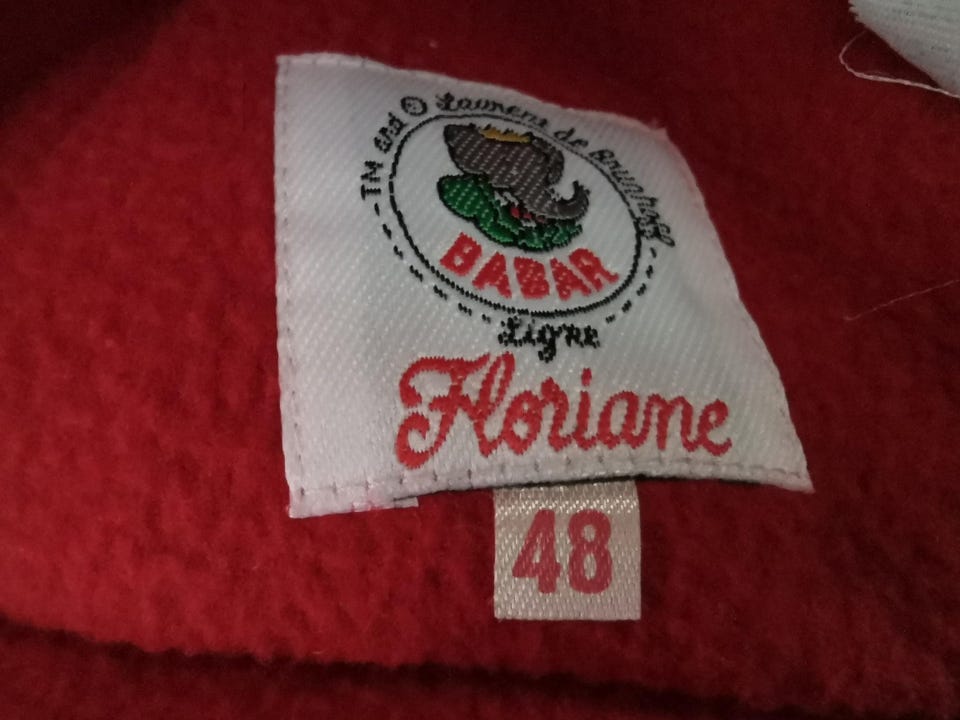 TM and © Laurent de Brunhoff
BABAR
Ligne
Floriane
48